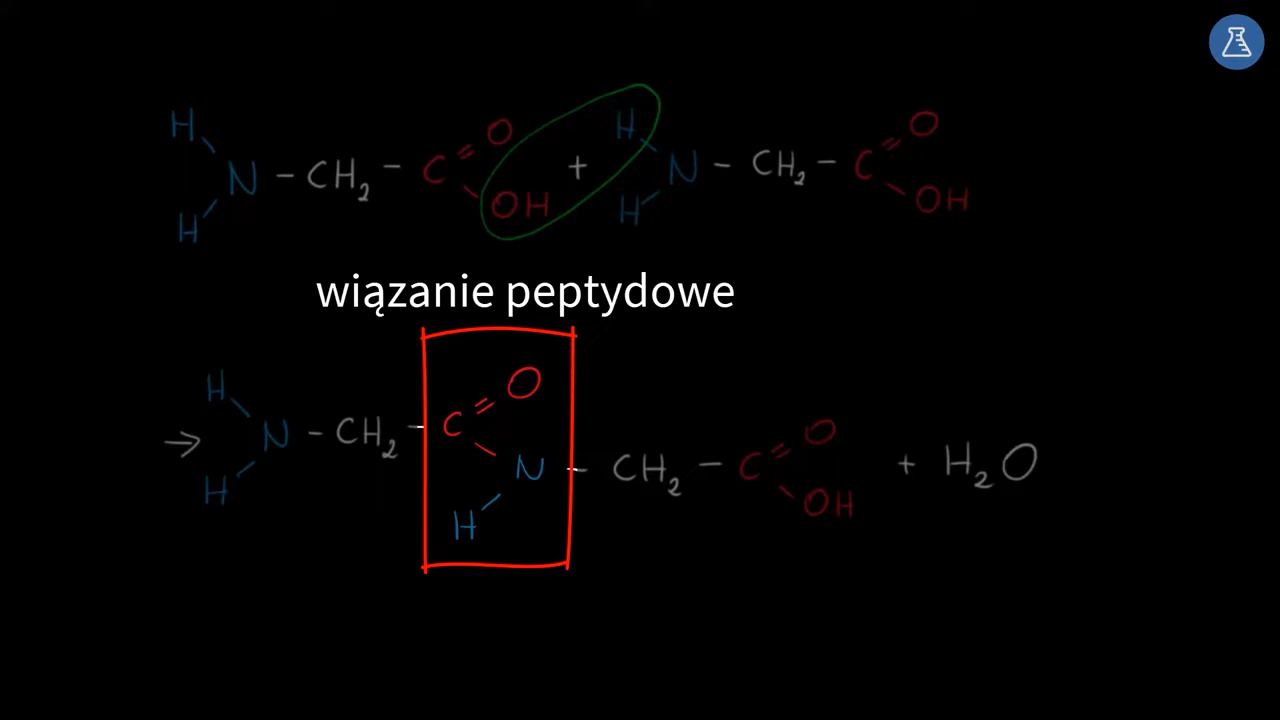 H
N - CH₂ - C
O
OH
H
+
H
N - CH₂ - C
O
OH
H
wiązanie peptydowe
→ H
N - CH₂ - C
O
N - CH₂ - C
O
OH
H
H
+ H₂O